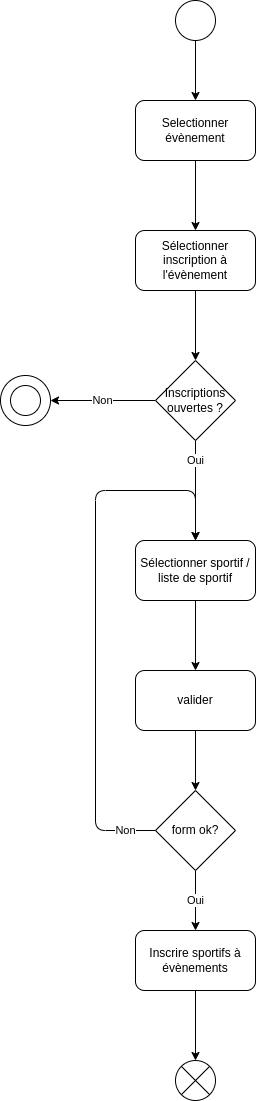 Selectionner
évènement
Sélectionner
inscription à
l'évènement
Inscriptions
ouvertes ?
Non
Oui
Sélectionner sportif /
liste de sportif
valider
form ok?
Non
Oui
Inscrire sportifs à
évènements